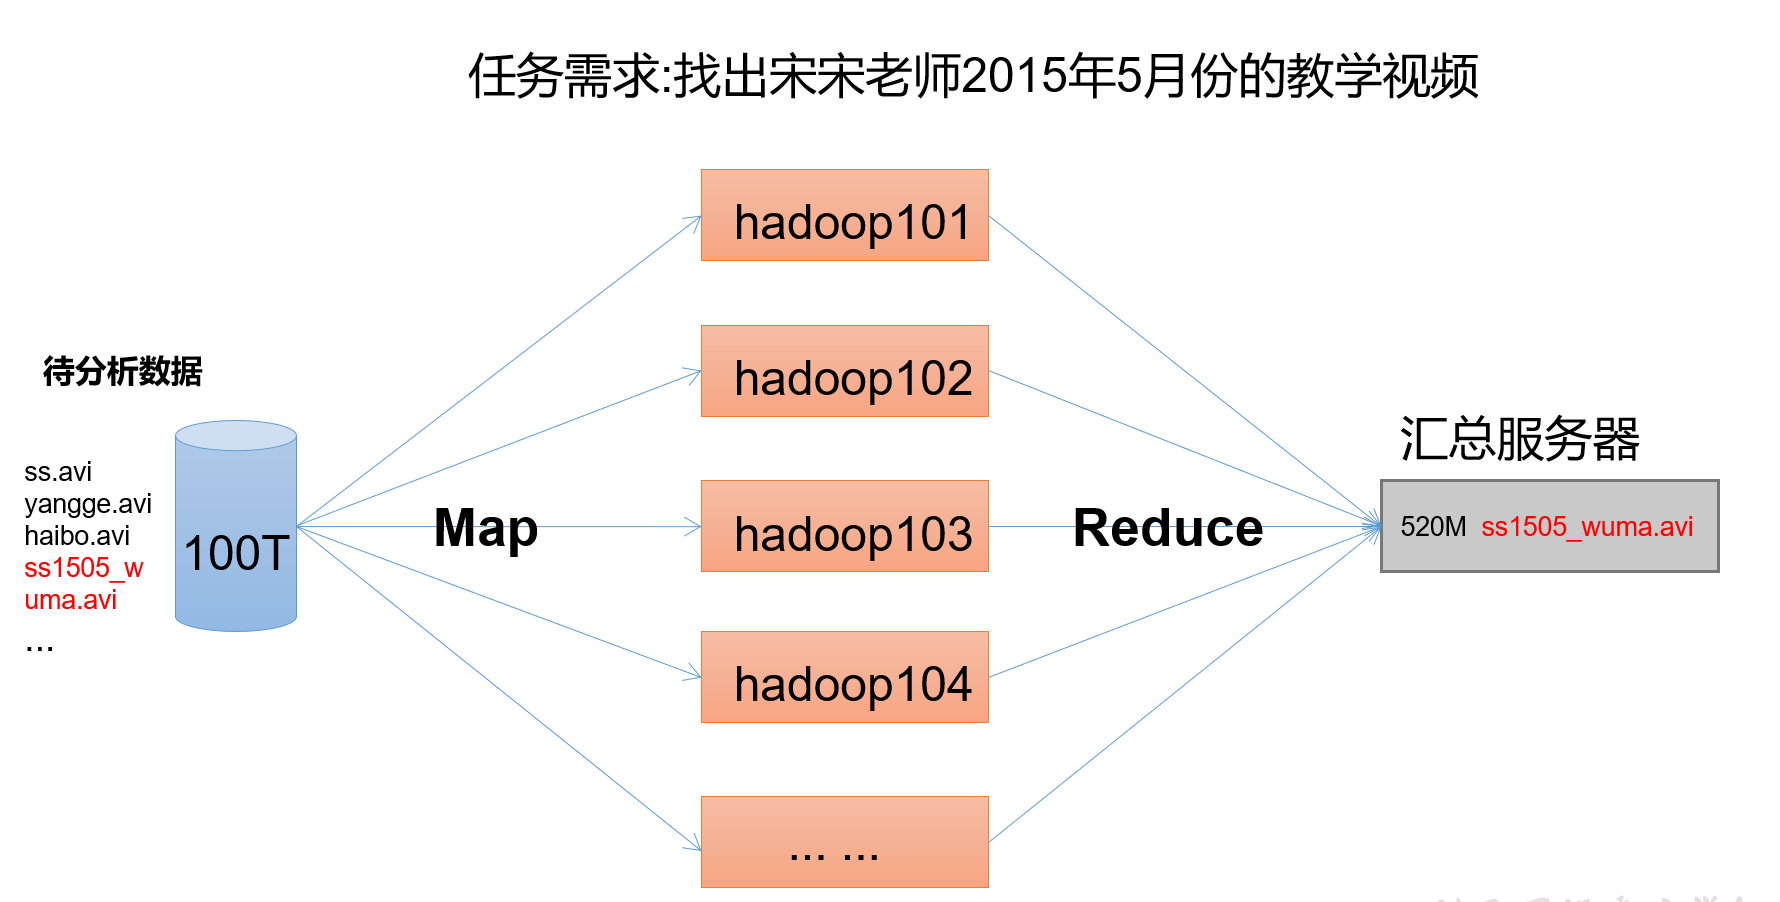 任务需求:找出宋宋老师2015年5月份的教学视频
待分析数据
ss.avi
yangge.avi
haibo.avi
ss1505_w
uma.avi
...
100T
Map
hadoop101
hadoop102
hadoop103
hadoop104
... ...
Reduce
汇总服务器
520M ss1505_wuma.avi